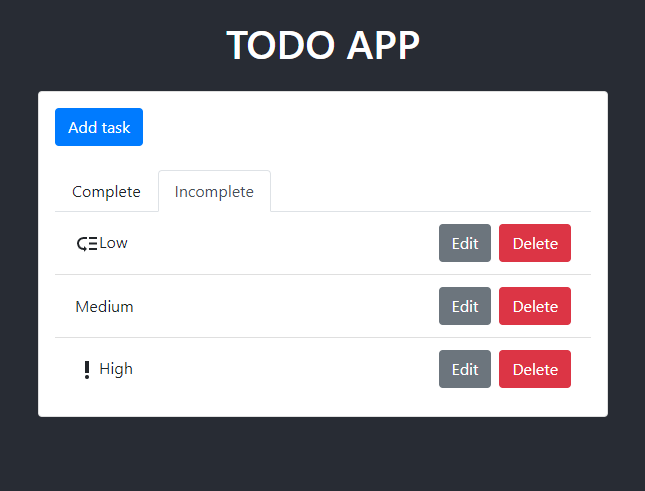 TODO APP
Add task
Complete Incomplete
Low Edit Delete
Medium Edit Delete
High Edit Delete